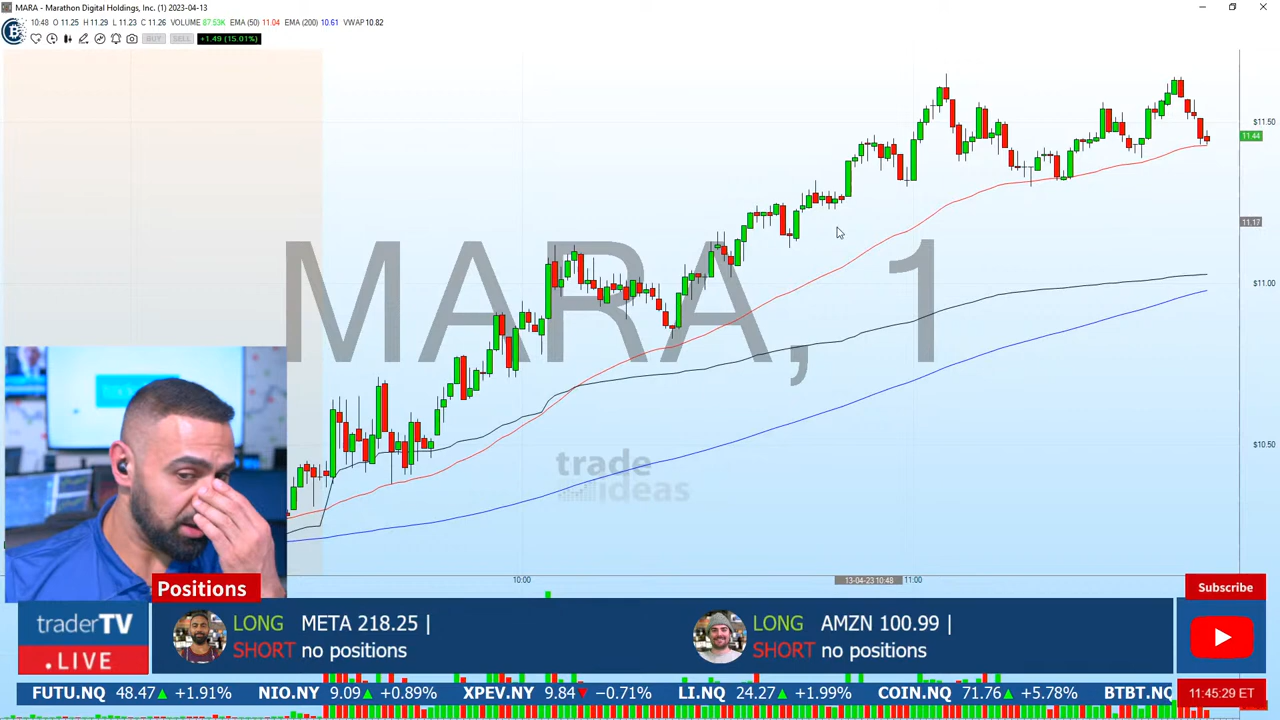 MARA - Marathon Digital Holdings, Inc. (1) 2023-04-13
10:48 O 11.25 H 11.29 L 11.23 C 11.26 VOLUME 87.53K EMA (50) 11.04 EMA (200) 10.61 VWAP 10.82
BUY SELL +1.49 (15.01%)
$11.50
11.44
11.17
MARA, 1
$11.00
$10.50
trade
ideas
10:00 13-04-23 10:48 11:00
Positions
Subscribe
traderTV
.LIVE
LONG META 218.25 |
SHORT no positions
LONG AMZN 100.99 |
SHORT no positions
FUTU.NQ 48.47 ▲ +1.91% NIO.NY 9.09 ▲ +0.89% XPEV.NY 9.84 ▼ −0.71% LI.NQ 24.27 ▲ +1.99% COIN.NQ 71.76 ▲ +5.78% BTBT.NQ
11:45:29 ET